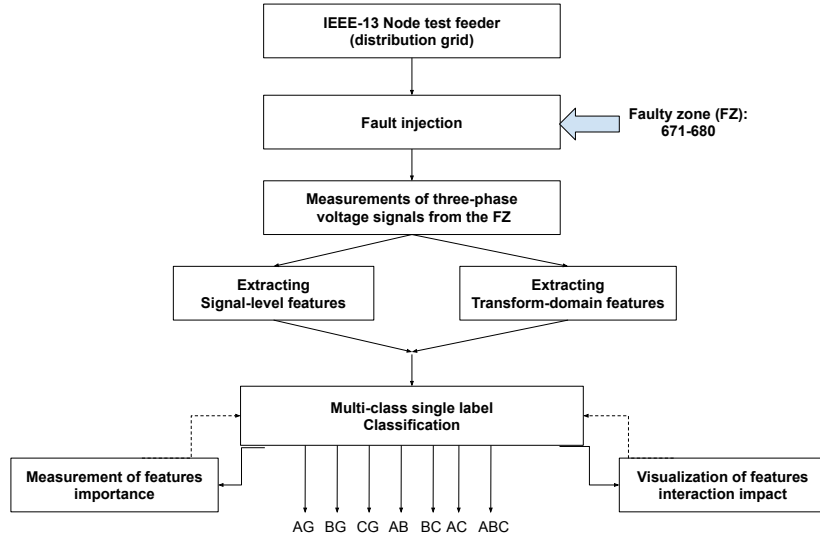 IEEE-13 Node test feeder
(distribution grid)
Fault injection
Faulty zone (FZ):
671-680
Measurements of three-phase
voltage signals from the FZ
Extracting
Signal-level features
Extracting
Transform-domain features
Multi-class single label
Classification
Measurement of features
importance
Visualization of features
interaction impact
AG BG CG AB BC AC ABC